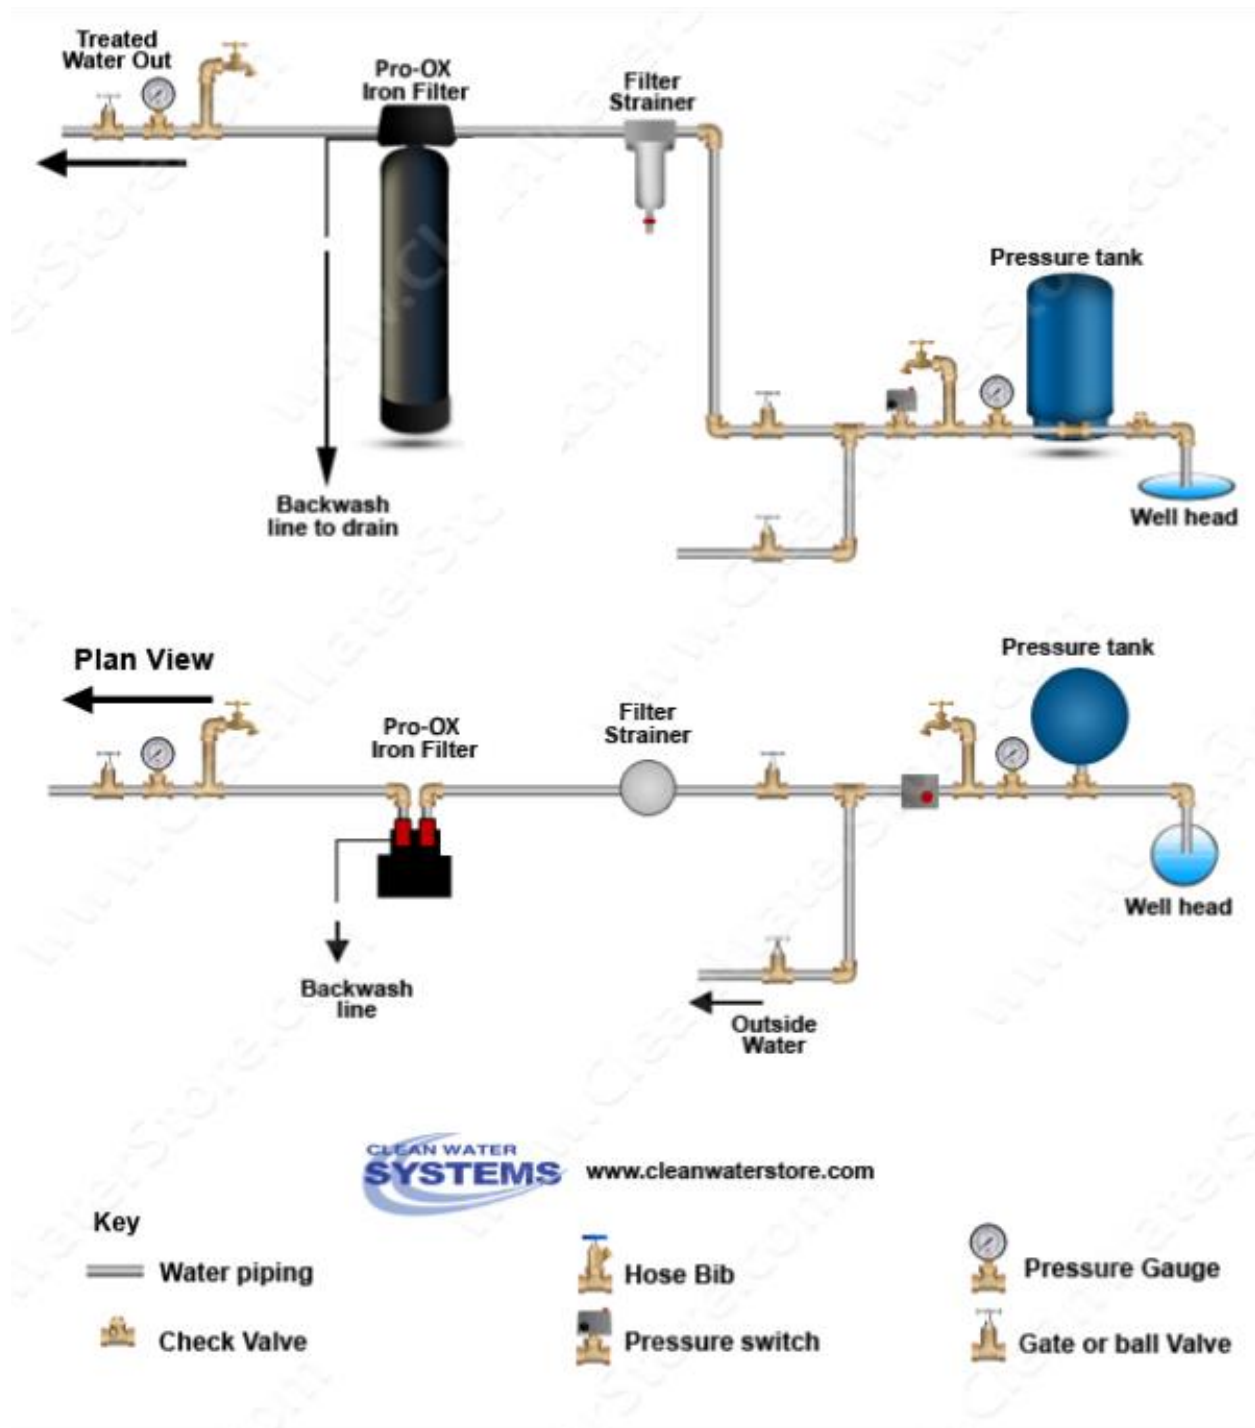 Treated
Water Out
Pro-OX
Iron Filter
Filter
Strainer
Pressure tank
Backwash
line to drain
Well head
Plan View
Pressure tank
Pro-OX
Iron Filter
Filter
Strainer
Well head
Backwash
line
Outside
Water
CLEAN WATER
SYSTEMS
www.cleanwaterstore.com
Key
Water piping
Hose Bib
Pressure Gauge
Check Valve
Pressure switch
Gate or ball Valve